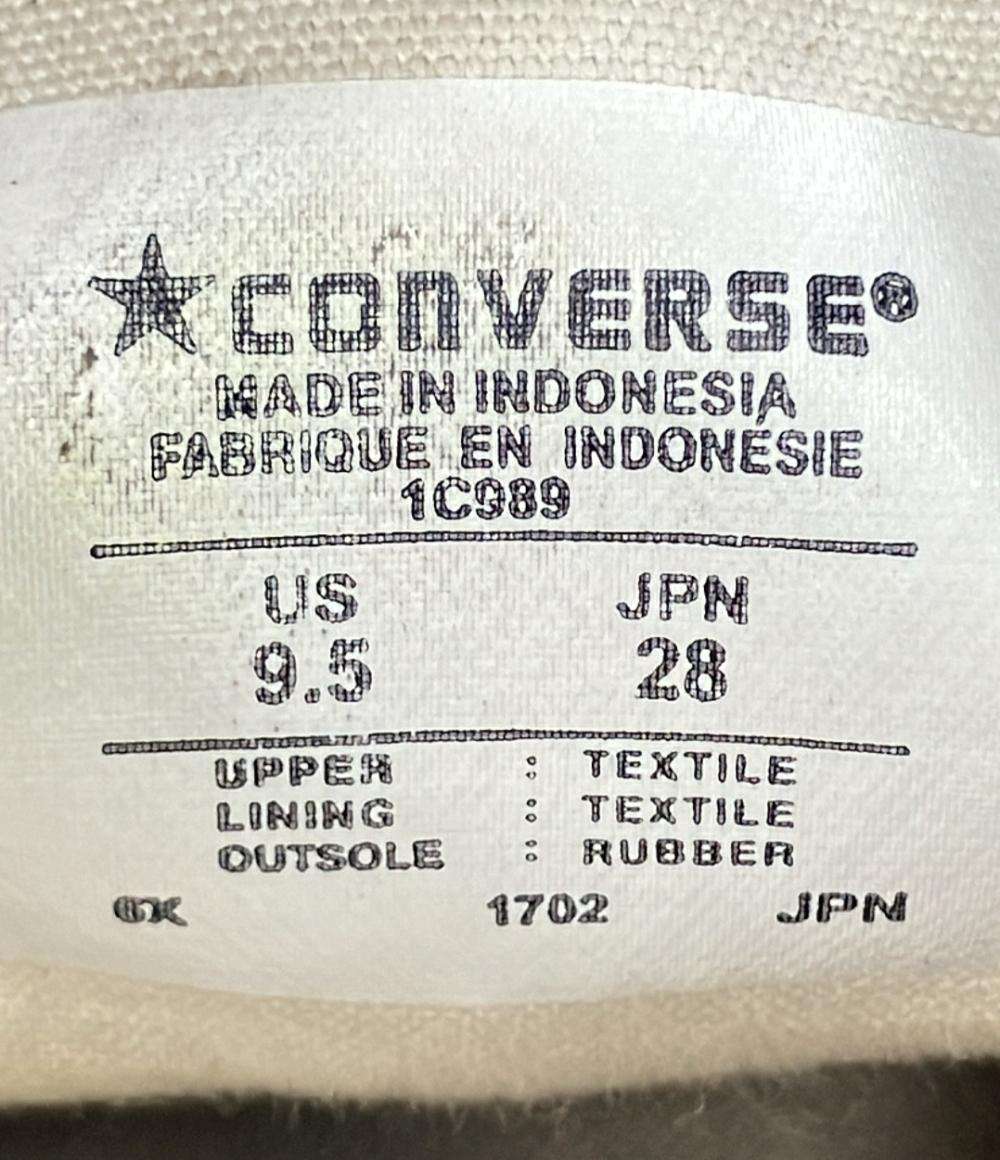 ★CONVERSE®
MADE IN INDONESIA
FABRIQUE EN INDONÉSIE
1C989
US JPN
9.5 28
UPPER : TEXTILE
LINING : TEXTILE
OUTSOLE : RUBBER
1702 JPN